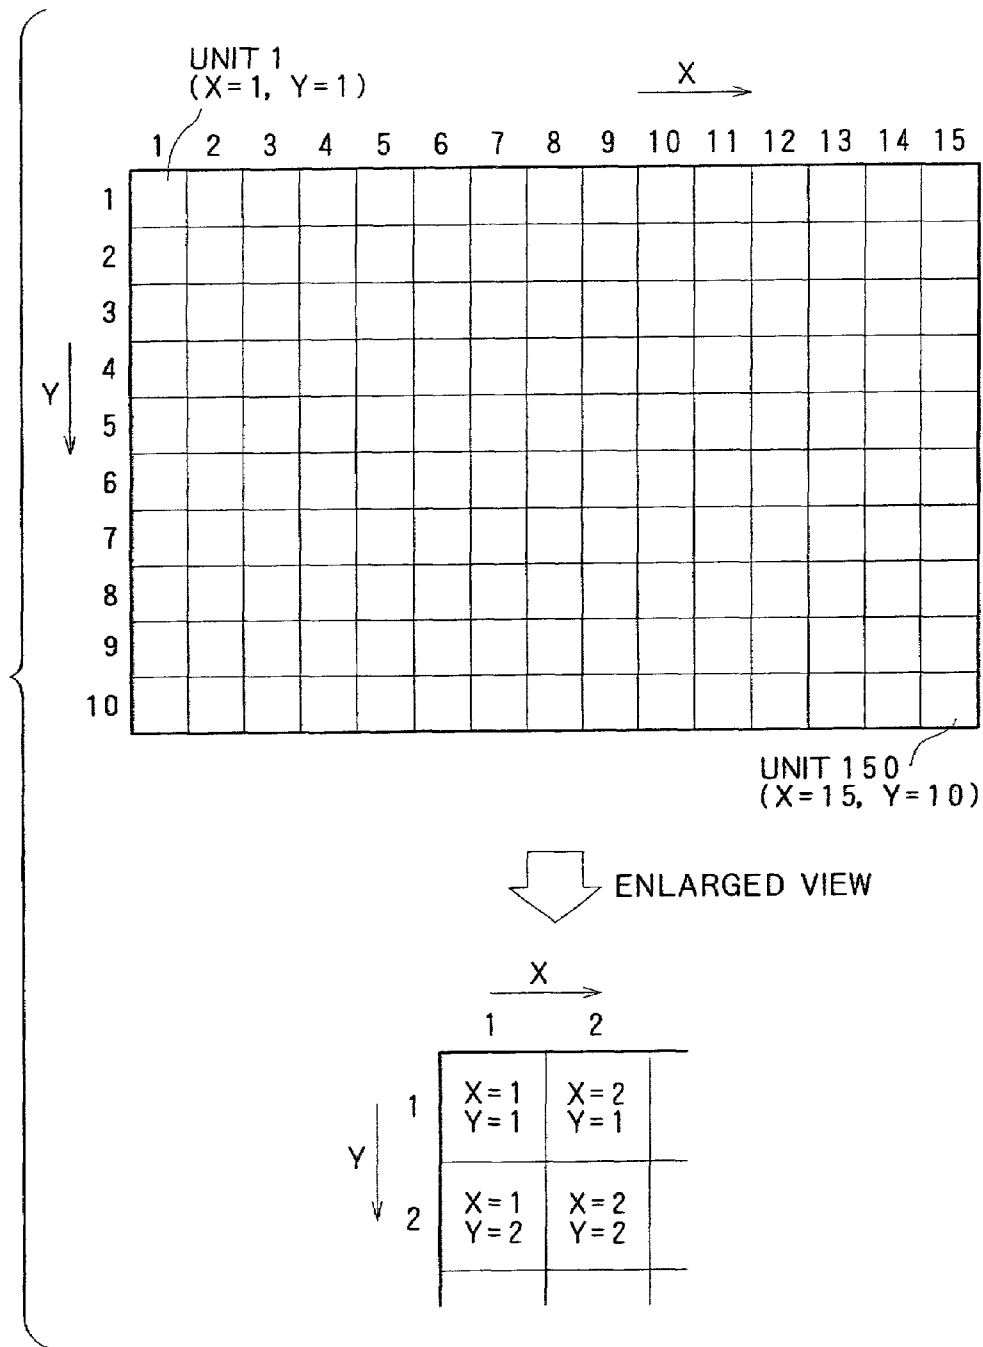 UNIT 1
(X=1, Y=1)
X
1 2 3 4 5 6 7 8 9 10 11 12 13 14 15
1
2
3
4
Y
5
6
7
8
9
10
UNIT 150
(X=15, Y=10)
ENLARGED VIEW
X
1 2
1
X=1 X=2
Y=1 Y=1
Y
2
X=1 X=2
Y=2 Y=2